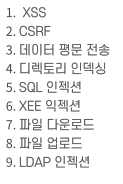 1. XSS
2. CSRF
3. 데이터 평문 전송
4. 디렉토리 인덱싱
5. SQL 인젝션
6. XEE 익젝션
7. 파일 다운로드
8. 파일 업로드
9. LDAP 인젝션